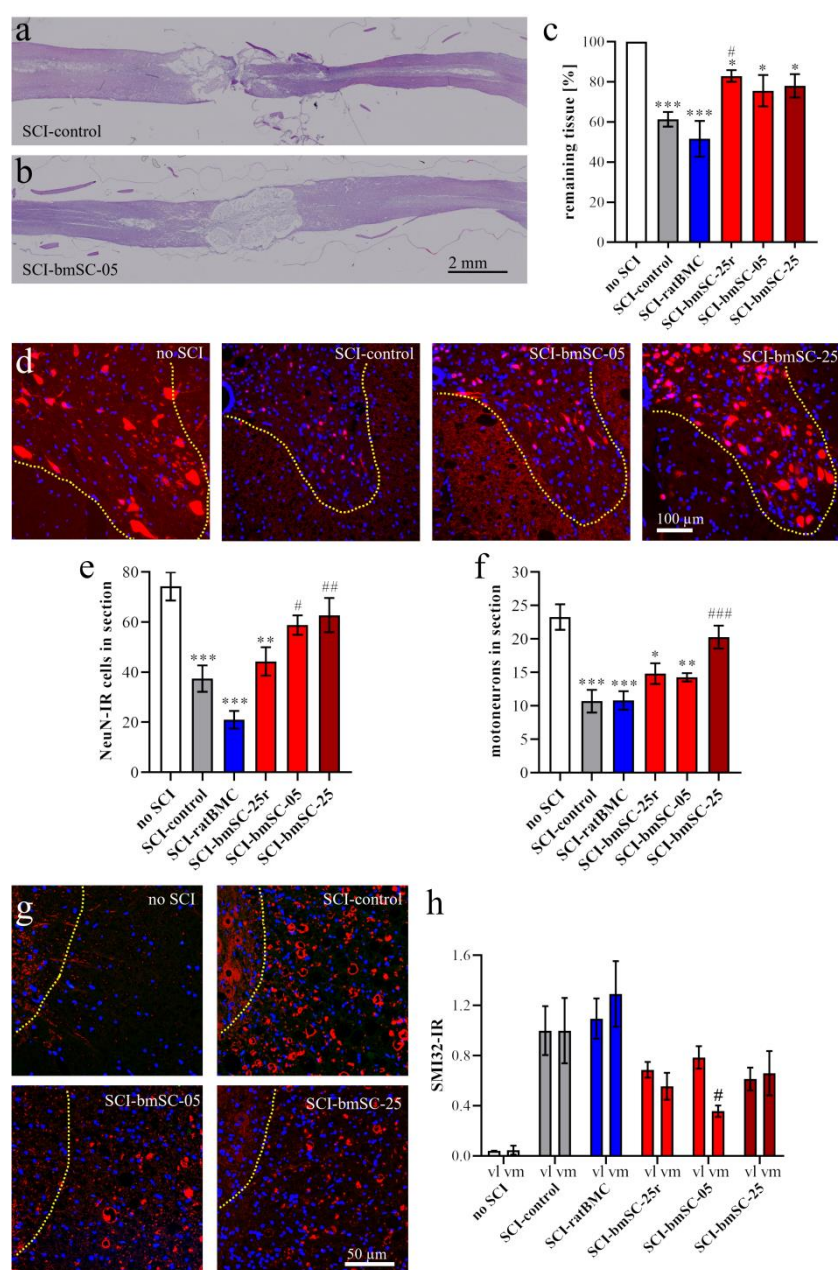 a
SCI-control
b
SCI-bmSC-05
2 mm
c
remaining tissue [%]
100
80
60
40
20
0
***
***
#
*
*
*
no SCI
SCI-control
SCI-ratBMC
SCI-bmSC-25r
SCI-bmSC-05
SCI-bmSC-25
d
no SCI
SCI-control
SCI-bmSC-05
SCI-bmSC-25
100 µm
e
NeuN-IR cells in section
80
60
40
20
0
***
***
**
#
##
no SCI
SCI-control
SCI-ratBMC
SCI-bmSC-25r
SCI-bmSC-05
SCI-bmSC-25
f
motoneurons in section
30
25
20
15
10
5
0
***
***
*
**
###
no SCI
SCI-control
SCI-ratBMC
SCI-bmSC-25r
SCI-bmSC-05
SCI-bmSC-25
g
no SCI
SCI-control
SCI-bmSC-05
SCI-bmSC-25
50 µm
h
SMI32-IR
1.6
1.2
0.8
0.4
0.0
#
vl vm vl vm vl vm vl vm vl vm vl vm
no SCI
SCI-control
SCI-ratBMC
SCI-bmSC-25r
SCI-bmSC-05
SCI-bmSC-25